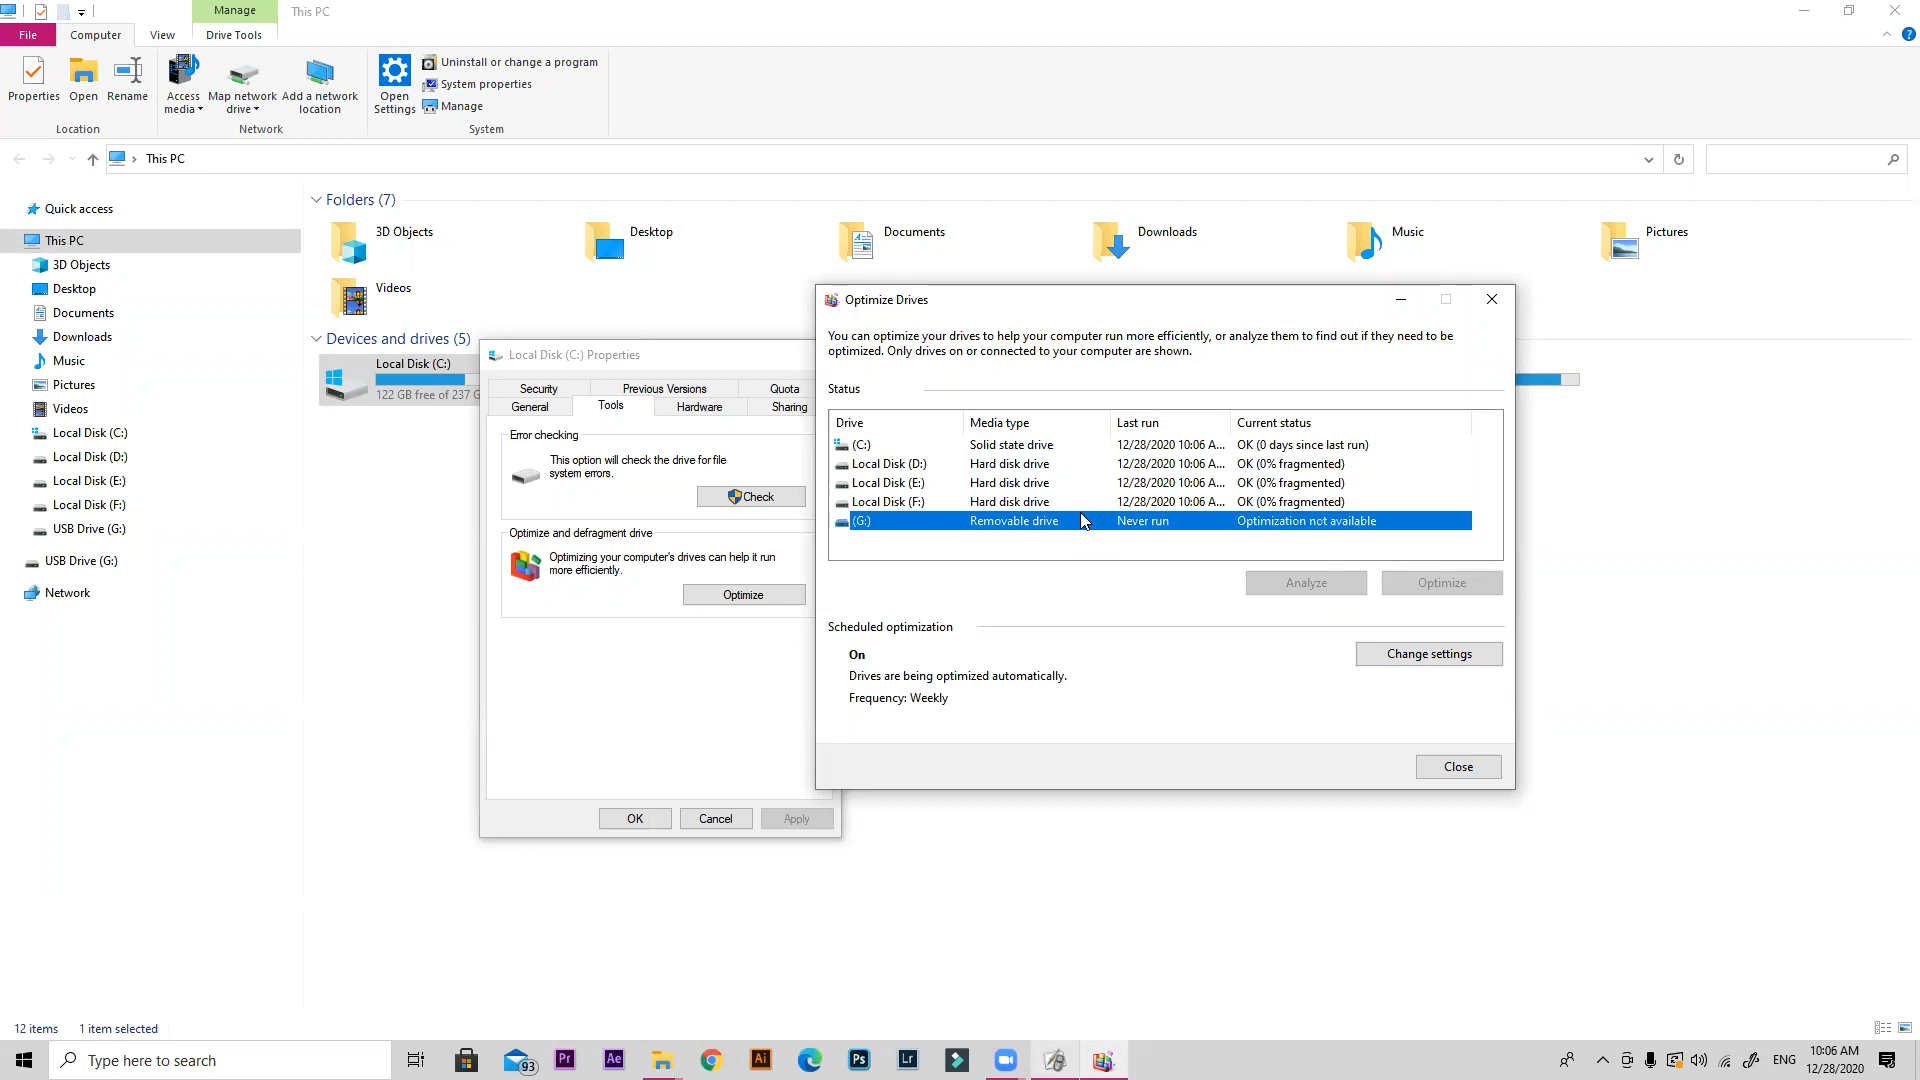 Manage
This PC
File
Computer
View
Drive Tools
Properties
Open
Rename
Access media
Map network drive
Add a network location
Open Settings
Uninstall or change a program
System properties
Manage
Location
Network
System
This PC
Quick access
This PC
3D Objects
Desktop
Documents
Downloads
Music
Pictures
Videos
Local Disk (C:)
Local Disk (D:)
Local Disk (E:)
Local Disk (F:)
USB Drive (G:)
USB Drive (G:)
Network
Folders (7)
3D Objects
Desktop
Documents
Downloads
Music
Pictures
Videos
Devices and drives (5)
Local Disk (C:)
122 GB free of 237 G
Local Disk (C:) Properties
Security
Previous Versions
Quota
General
Tools
Hardware
Sharing
Error checking
This option will check the drive for file
system errors.
Check
Optimize and defragment drive
Optimizing your computer's drives can help it run
more efficiently.
Optimize
OK
Cancel
Apply
Optimize Drives
You can optimize your drives to help your computer run more efficiently, or analyze them to find out if they need to be
optimized. Only drives on or connected to your computer are shown.
Status
Drive Media type Last run Current status
(C:) Solid state drive 12/28/2020 10:06 A... OK (0 days since last run)
Local Disk (D:) Hard disk drive 12/28/2020 10:06 A... OK (0% fragmented)
Local Disk (E:) Hard disk drive 12/28/2020 10:06 A... OK (0% fragmented)
Local Disk (F:) Hard disk drive 12/28/2020 10:06 A... OK (0% fragmented)
(G:) Removable drive Never run Optimization not available
Analyze
Optimize
Scheduled optimization
On
Change settings
Drives are being optimized automatically.
Frequency: Weekly
Close
12 items
1 item selected
Type here to search
93
Pr
Ae
Ai
Ps
Lr
ENG
10:06 AM
12/28/2020